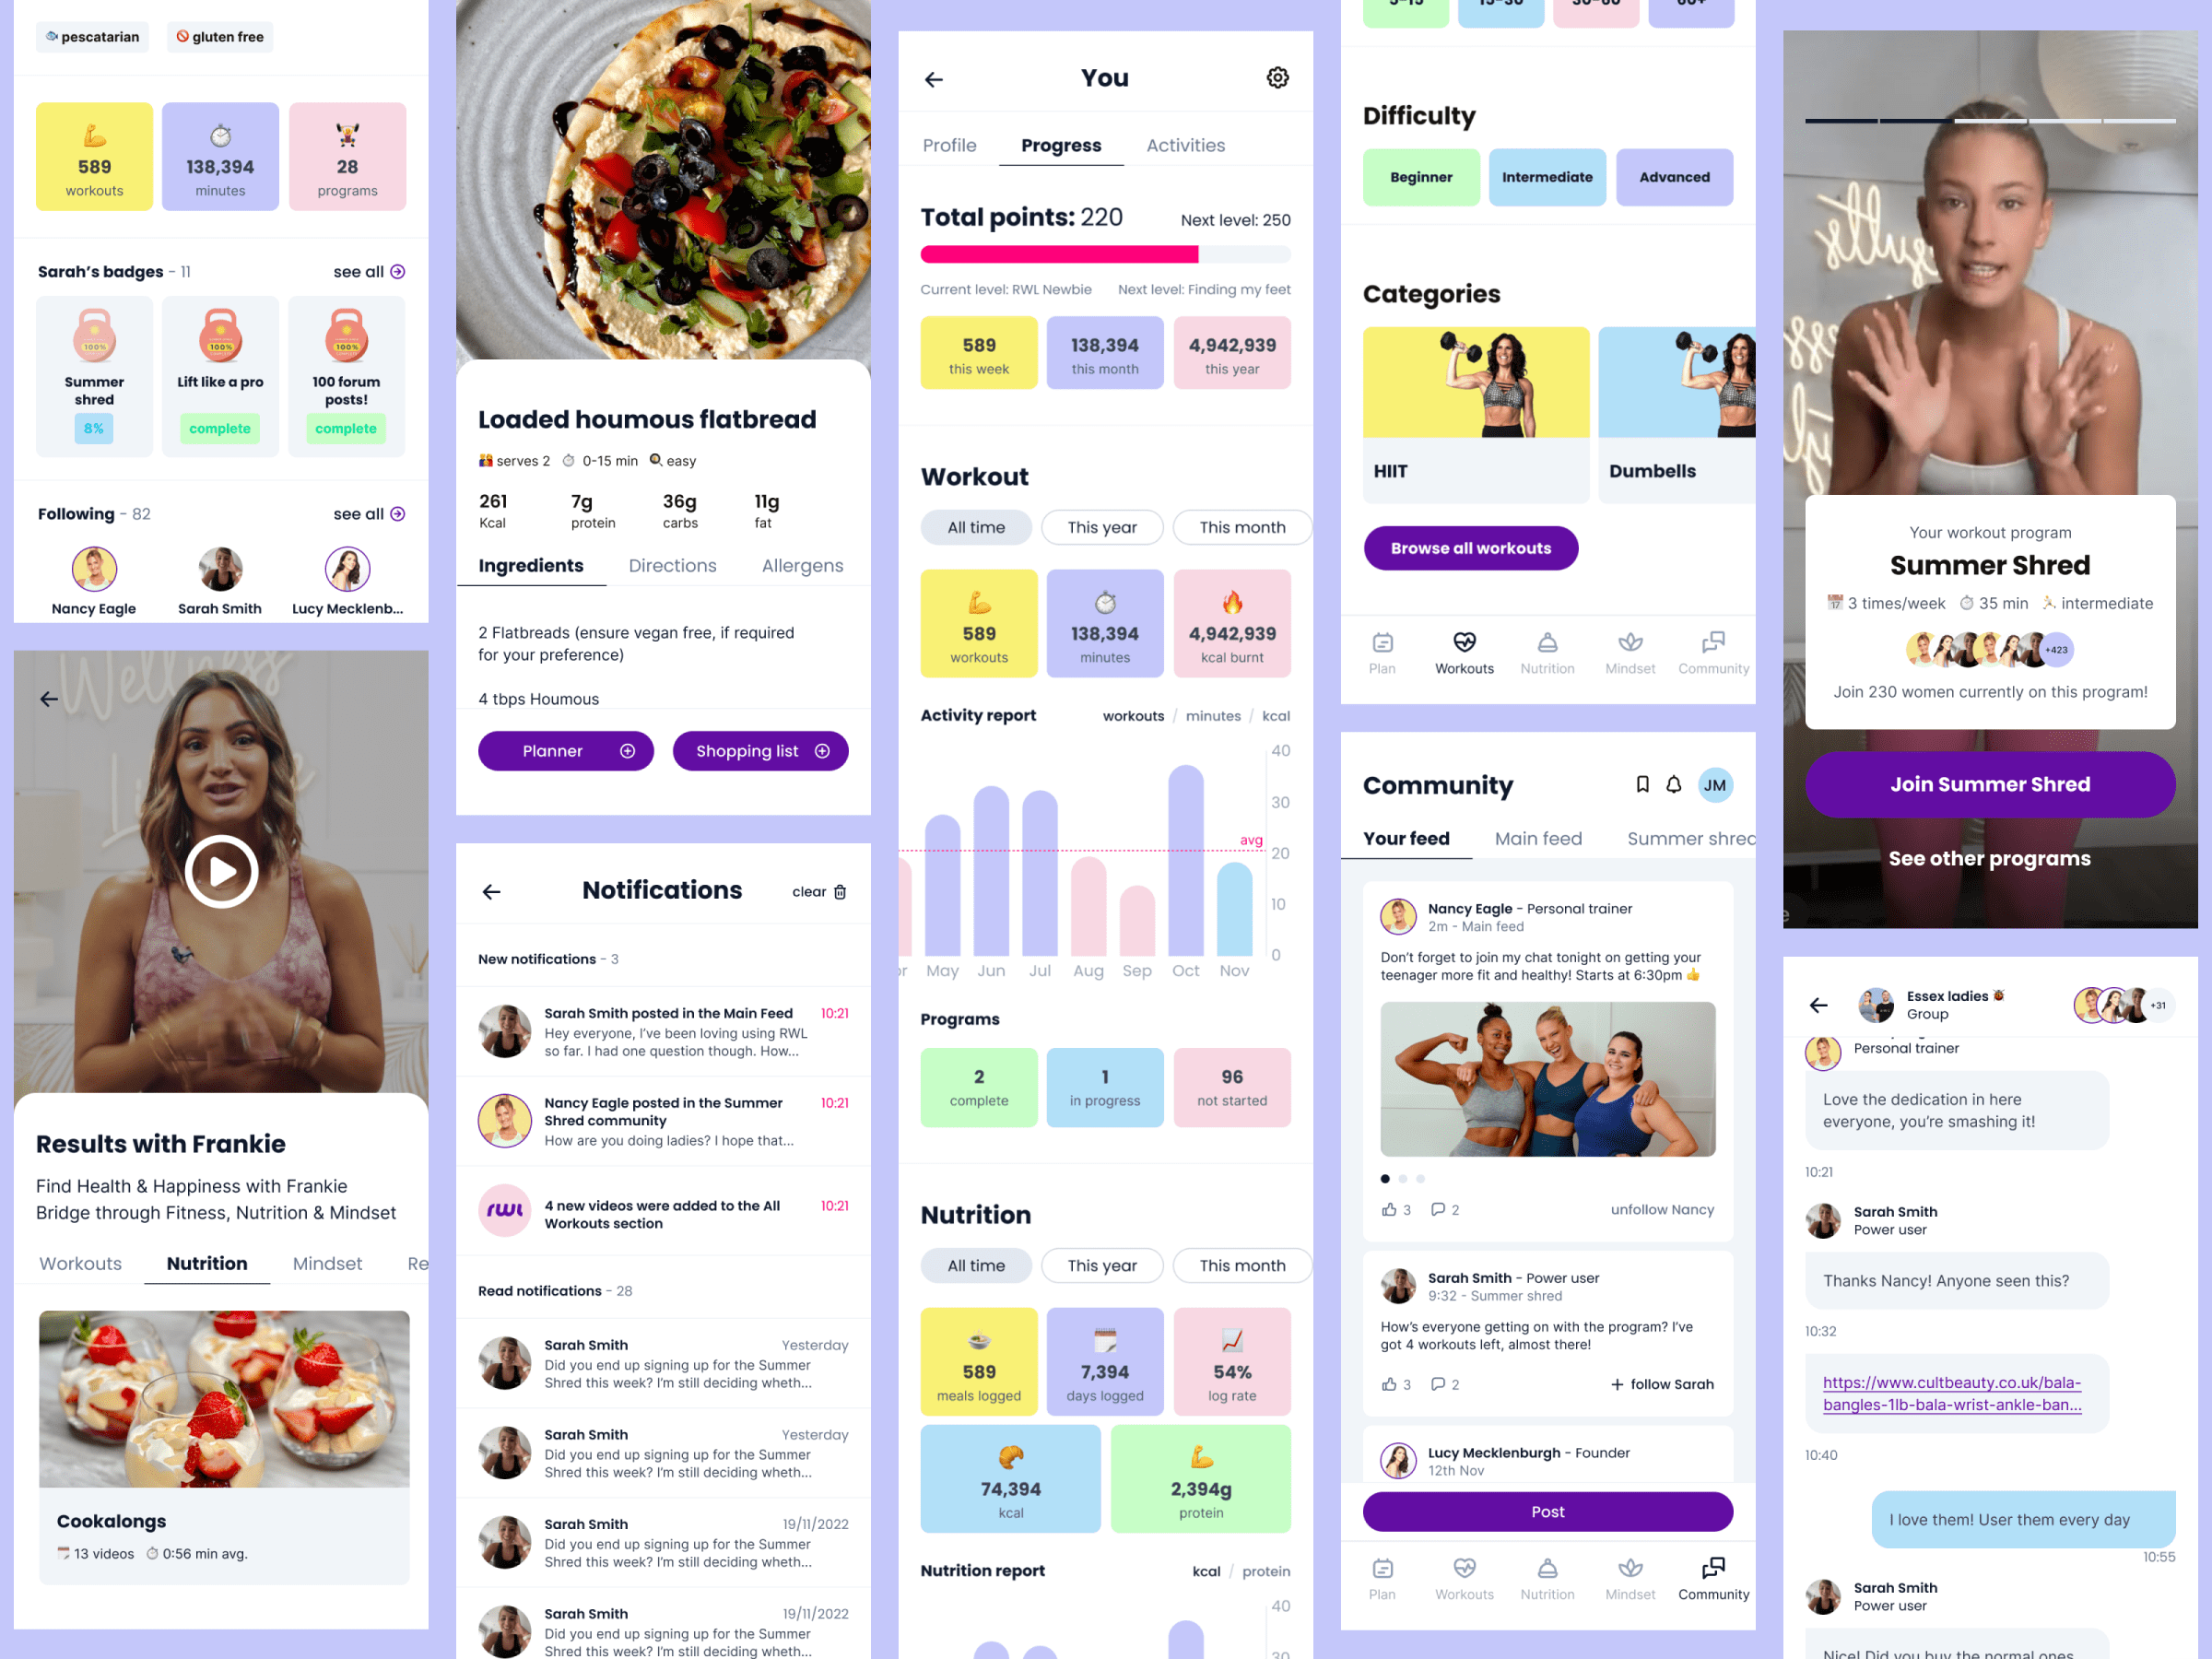 pescatarian
gluten free
589
workouts
138,394
minutes
28
programs
Sarah's badges - 11
see all
100%
100%
100%
Summer
shred
8%
Lift like a pro
complete
100 forum
posts!
complete
Following - 82
see all
Nancy Eagle
Sarah Smith
Lucy Mecklenb...
Wellness
Results with Frankie
Find Health & Happiness with Frankie
Bridge through Fitness, Nutrition & Mindset
Workouts
Nutrition
Mindset
Re
Cookalongs
13 videos
0:56 min avg.
Loaded houmous flatbread
serves 2
0-15 min
easy
261
Kcal
7g
protein
36g
carbs
11g
fat
Ingredients
Directions
Allergens
2 Flatbreads (ensure vegan free, if required
for your preference)
4 tbps Houmous
Planner
Shopping list
Notifications
clear
New notifications - 3
Sarah Smith posted in the Main Feed
10:21
Hey everyone, I've been loving using RWL
so far. I had one question though. How...
Nancy Eagle posted in the Summer
Shred community
10:21
How are you doing ladies? I hope that...
rwl
4 new videos were added to the All
Workouts section
10:21
Read notifications - 28
Sarah Smith
Yesterday
Did you end up signing up for the Summer
Shred this week? I'm still deciding wheth...
Sarah Smith
Yesterday
Did you end up signing up for the Summer
Shred this week? I'm still deciding wheth...
Sarah Smith
19/11/2022
Did you end up signing up for the Summer
Shred this week? I'm still deciding wheth...
Sarah Smith
19/11/2022
Did you end up signing up for the Summer
Shred this week? I'm still deciding wheth...
You
Profile
Progress
Activities
Total points: 220
Next level: 250
Current level: RWL Newbie
Next level: Finding my feet
589
this week
138,394
this month
4,942,939
this year
Workout
All time
This year
This month
589
workouts
138,394
minutes
4,942,939
kcal burnt
Activity report
workouts / minutes / kcal
40
30
avg
20
10
0
May
Jun
Jul
Aug
Sep
Oct
Nov
Programs
2
complete
1
in progress
96
not started
Nutrition
All time
This year
This month
589
meals logged
7,394
days logged
54%
log rate
74,394
kcal
2,394g
protein
Nutrition report
kcal / protein
40
30
5-15
15-30
30-60
60+
Difficulty
Beginner
Intermediate
Advanced
Categories
HIIT
Dumbells
Browse all workouts
Plan
Workouts
Nutrition
Mindset
Community
Community
JM
Your feed
Main feed
Summer shred
Nancy Eagle - Personal trainer
2m - Main feed
Don't forget to join my chat tonight on getting your
teenager more fit and healthy! Starts at 6:30pm
3
2
unfollow Nancy
Sarah Smith - Power user
9:32 - Summer shred
How's everyone getting on with the program? I've
got 4 workouts left, almost there!
3
2
+ follow Sarah
Lucy Mecklenburgh - Founder
12th Nov
Post
Plan
Workouts
Nutrition
Mindset
Community
Your workout program
Summer Shred
3 times/week
35 min
intermediate
+423
Join 230 women currently on this program!
Join Summer Shred
See other programs
Essex ladies
Group
+31
Personal trainer
Love the dedication in here
everyone, you're smashing it!
10:21
Sarah Smith
Power user
Thanks Nancy! Anyone seen this?
10:32
https://www.cultbeauty.co.uk/bala-
bangles-1lb-bala-wrist-ankle-ban...
10:40
I love them! User them every day
10:55
Sarah Smith
Power user
Nice! Did you buy the normal ones